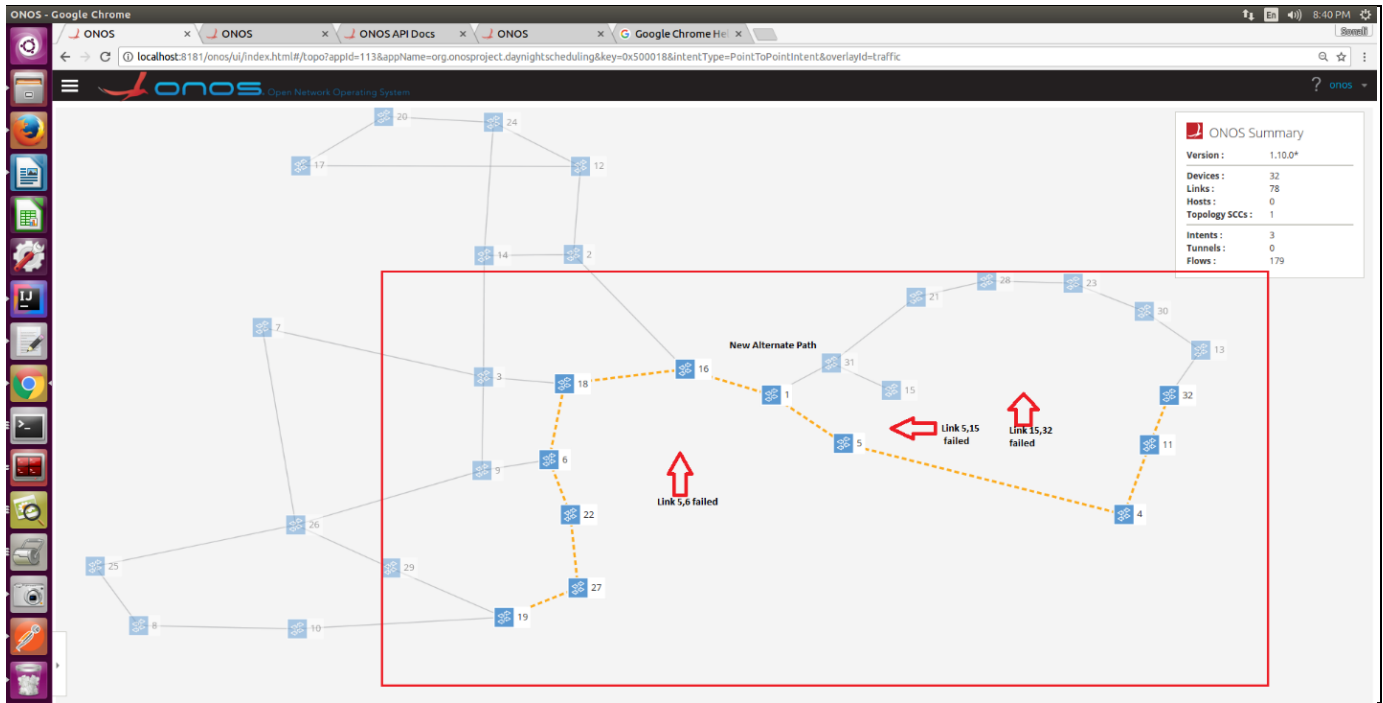 ONOS - Google Chrome
En 8:40 PM
ONOS × ONOS × ONOS API Docs × ONOS × Google Chrome Hel × Sonali
localhost:8181/onos/ui/index.html#/topo?appId=113&appName=org.onosproject.daynightscheduling&key=0x500018&intentType=PointToPointIntent&overlayId=traffic
onos Open Network Operating System ? onos
ONOS Summary
Version : 1.10.0*
Devices : 32
Links : 78
Hosts : 0
Topology SCCs : 1
Intents : 3
Tunnels : 0
Flows : 179
20
24
17
12
14
2
28
23
21
30
7
New Alternate Path
13
31
16
3
18
15
1
32
Link 5,15
failed
Link 15,32
failed
5
11
6
9
Link 5,6 failed
22
4
26
25
29
27
19
8
10